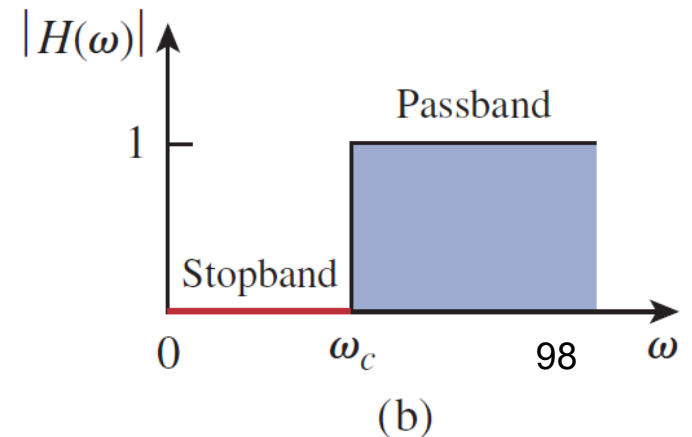 |H(ω)|
Passband
1
Stopband
0 ω_c 98 ω
(b)